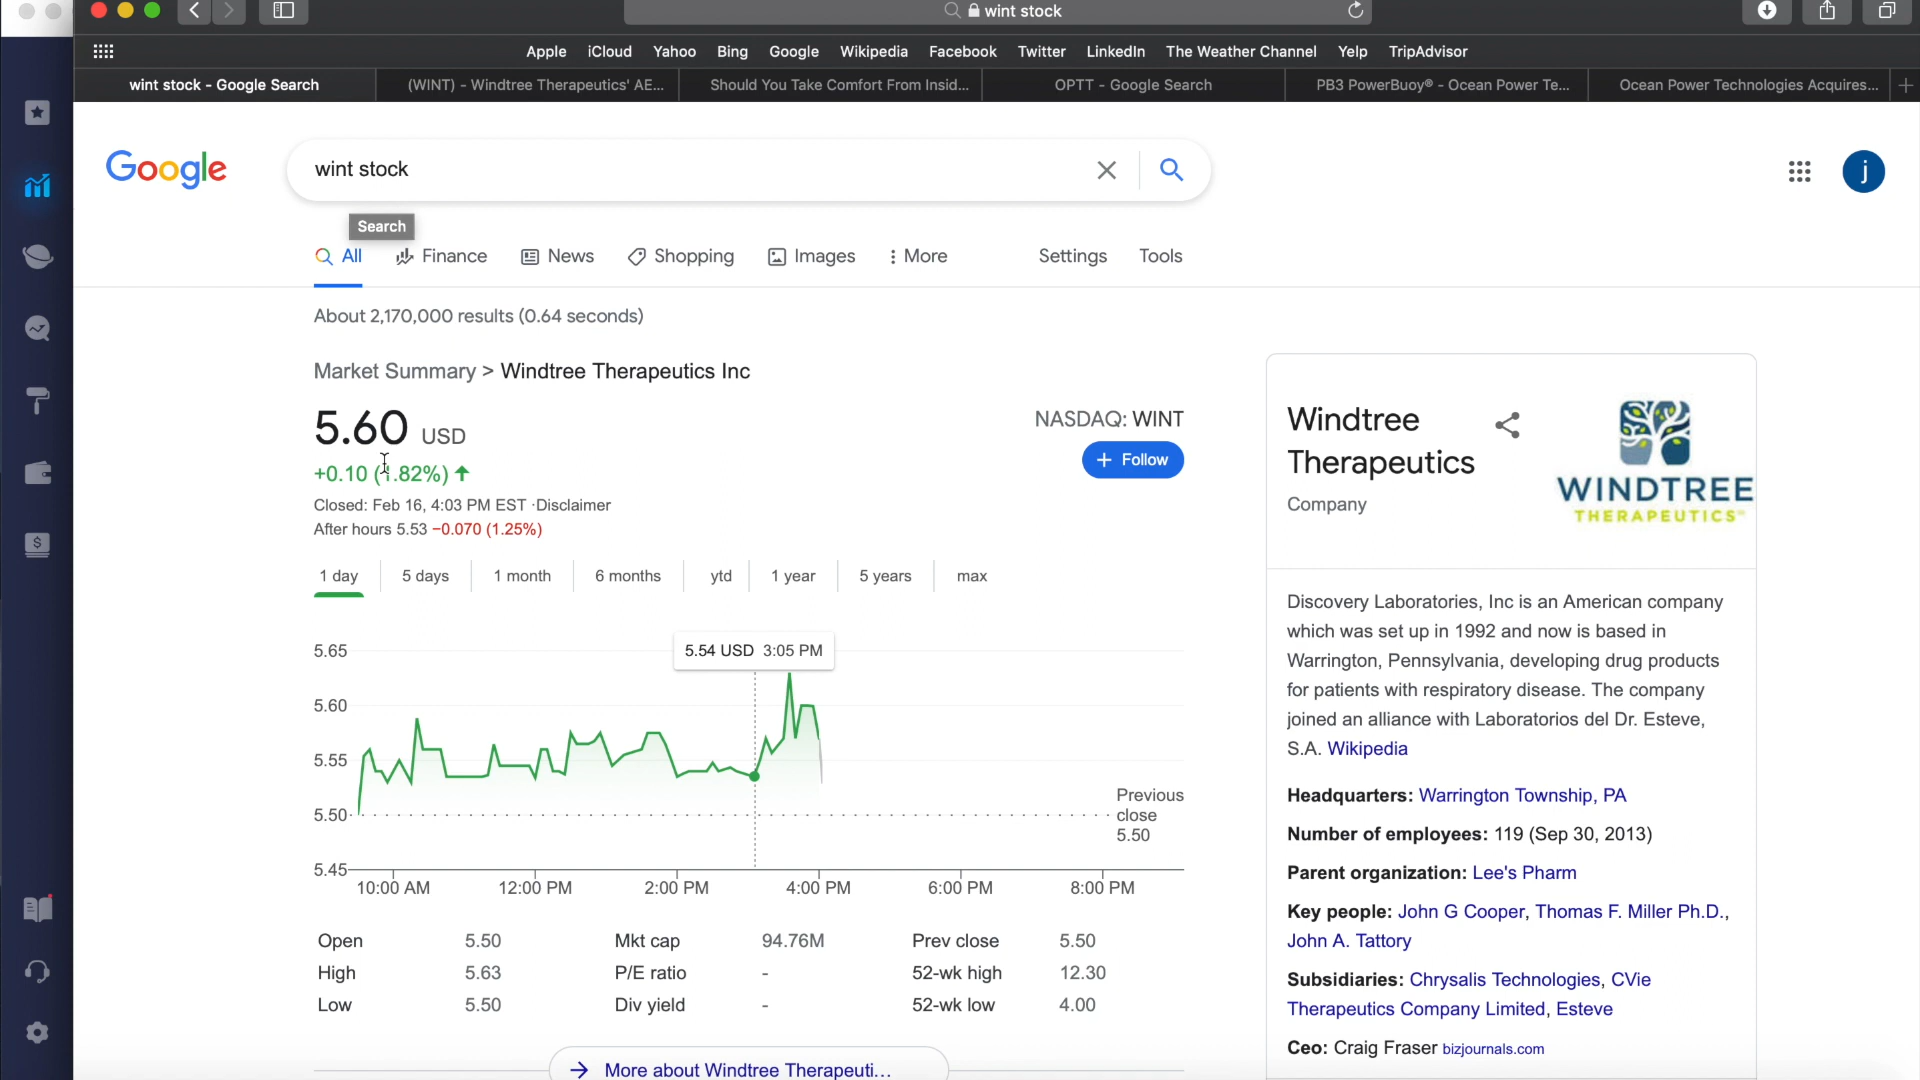 wint stock
Apple iCloud Yahoo Bing Google Wikipedia Facebook Twitter LinkedIn The Weather Channel Yelp TripAdvisor
wint stock - Google Search (WINT) - Windtree Therapeutics' AE... Should You Take Comfort From Insid... OPTT - Google Search PB3 PowerBuoy® - Ocean Power Te... Ocean Power Technologies Acquires...
Google wint stock j
Search
All Finance News Shopping Images More Settings Tools
About 2,170,000 results (0.64 seconds)
Market Summary > Windtree Therapeutics Inc
5.60 USD
NASDAQ: WINT
+ Follow
+0.10 (1.82%)
Closed: Feb 16, 4:03 PM EST ·Disclaimer
After hours 5.53 −0.070 (1.25%)
1 day 5 days 1 month 6 months ytd 1 year 5 years max
5.54 USD 3:05 PM
5.65
5.60
5.55
5.50
5.45
Previous
close
5.50
10:00 AM 12:00 PM 2:00 PM 4:00 PM 6:00 PM 8:00 PM
Open 5.50 Mkt cap 94.76M Prev close 5.50
High 5.63 P/E ratio - 52-wk high 12.30
Low 5.50 Div yield - 52-wk low 4.00
More about Windtree Therapeuti...
Windtree
Therapeutics
Company
WINDTREE
THERAPEUTICS™
Discovery Laboratories, Inc is an American company
which was set up in 1992 and now is based in
Warrington, Pennsylvania, developing drug products
for patients with respiratory disease. The company
joined an alliance with Laboratorios del Dr. Esteve,
S.A. Wikipedia
Headquarters: Warrington Township, PA
Number of employees: 119 (Sep 30, 2013)
Parent organization: Lee's Pharm
Key people: John G Cooper, Thomas F. Miller Ph.D.,
John A. Tattory
Subsidiaries: Chrysalis Technologies, CVie
Therapeutics Company Limited, Esteve
Ceo: Craig Fraser bizjournals.com